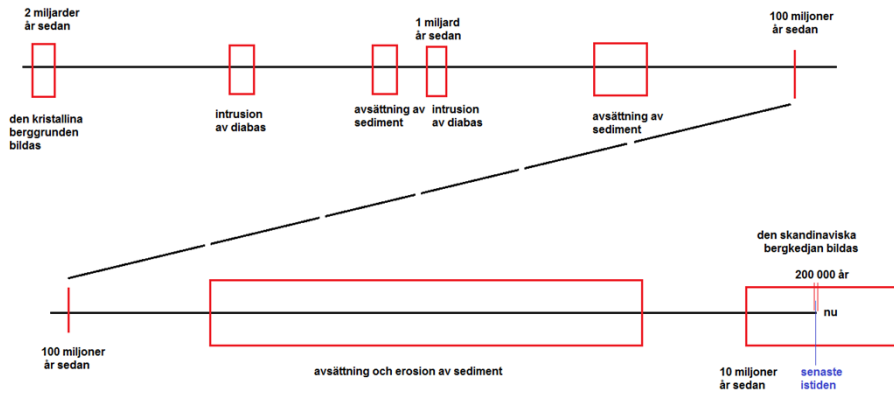 2 miljarder
år sedan
1 miljard
år sedan
100 miljoner
år sedan
den kristallina
berggrunden
bildas
intrusion
av diabas
avsättning av
sediment
intrusion
av diabas
avsättning av
sediment
den skandinaviska
bergkedjan bildas
200 000 år
nu
100 miljoner
år sedan
avsättning och erosion av sediment
10 miljoner
år sedan
senaste
istiden